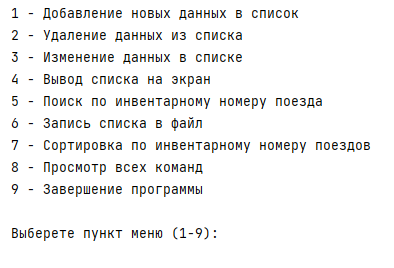 1 - Добавление новых данных в список
2 - Удаление данных из списка
3 - Изменение данных в списке
4 - Вывод списка на экран
5 - Поиск по инвентарному номеру поезда
6 - Запись списка в файл
7 - Сортировка по инвентарному номеру поездов
8 - Просмотр всех команд
9 - Завершение программы
Выберете пункт меню (1-9):